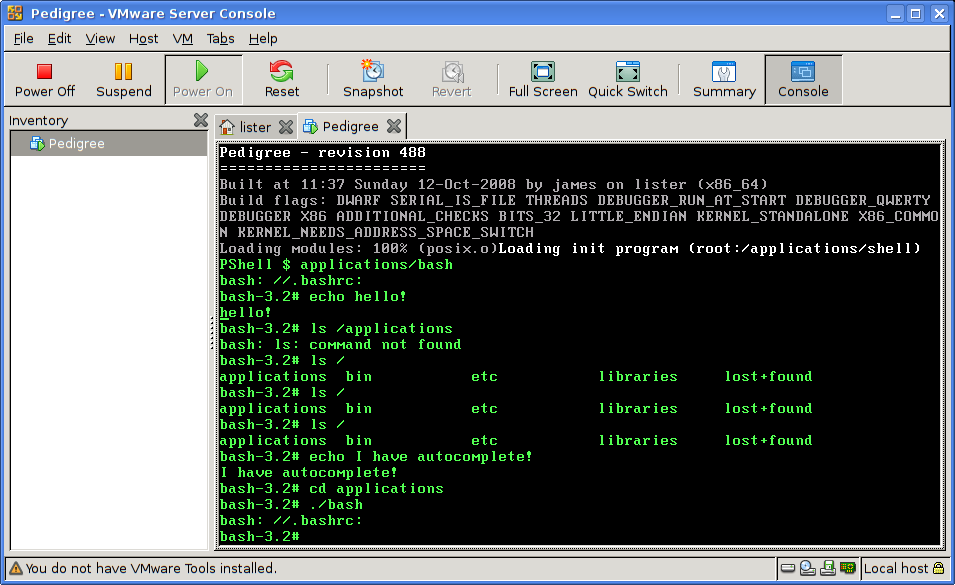 Pedigree - VMware Server Console
File Edit View Host VM Tabs Help
Power Off Suspend Power On Reset Snapshot Revert Full Screen Quick Switch Summary Console
Inventory
Pedigree
lister Pedigree
Pedigree - revision 488
=======================
Built at 11:37 Sunday 12-Oct-2008 by james on lister (x86_64)
Build flags: DWARF SERIAL_IS_FILE THREADS DEBUGGER_RUN_AT_START DEBUGGER_QWERTY
DEBUGGER X86 ADDITIONAL_CHECKS BITS_32 LITTLE_ENDIAN KERNEL_STANDALONE X86_COMMO
N KERNEL_NEEDS_ADDRESS_SPACE_SWITCH
Loading modules: 100% (posix.o)Loading init program (root:/applications/shell)
PShell $ applications/bash
bash: //.bashrc:
bash-3.2# echo hello!
hello!
bash-3.2# ls /applications
bash: ls: command not found
bash-3.2# ls /
applications bin etc libraries lost+found
bash-3.2# ls /
applications bin etc libraries lost+found
bash-3.2# ls /
applications bin etc libraries lost+found
bash-3.2# echo I have autocomplete!
I have autocomplete!
bash-3.2# cd applications
bash-3.2# ./bash
bash: //.bashrc:
bash-3.2#
You do not have VMware Tools installed.
Local host